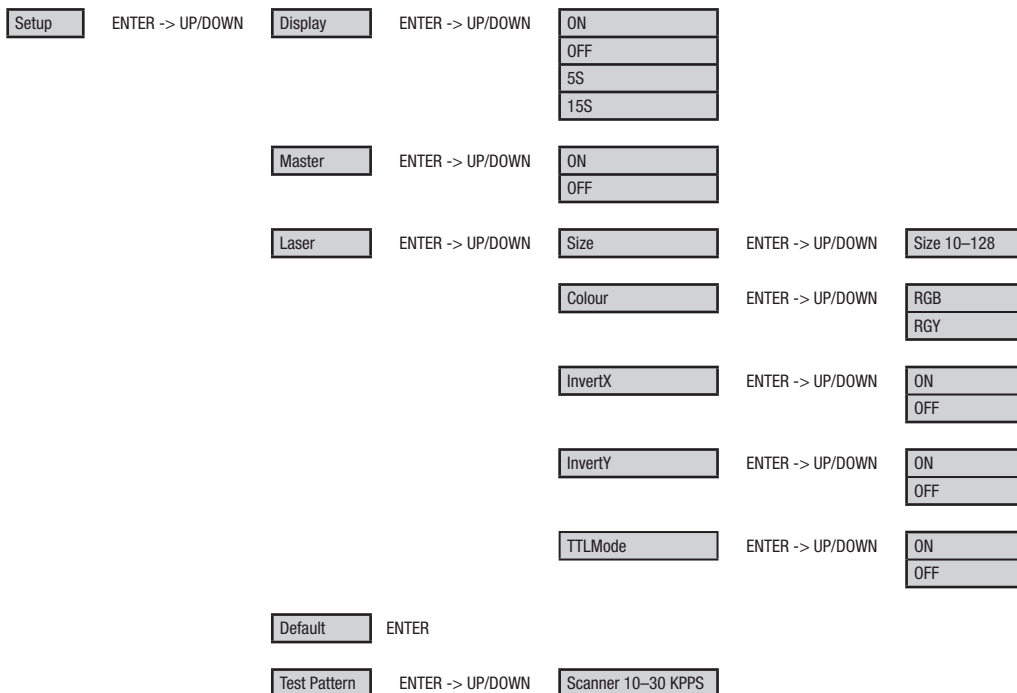 Setup ENTER -> UP/DOWN Display ENTER -> UP/DOWN ON
OFF
5S
15S
Master ENTER -> UP/DOWN ON
OFF
Laser ENTER -> UP/DOWN Size ENTER -> UP/DOWN Size 10–128
Colour ENTER -> UP/DOWN RGB
RGY
InvertX ENTER -> UP/DOWN ON
OFF
InvertY ENTER -> UP/DOWN ON
OFF
TTLMode ENTER -> UP/DOWN ON
OFF
Default ENTER
Test Pattern ENTER -> UP/DOWN Scanner 10–30 KPPS